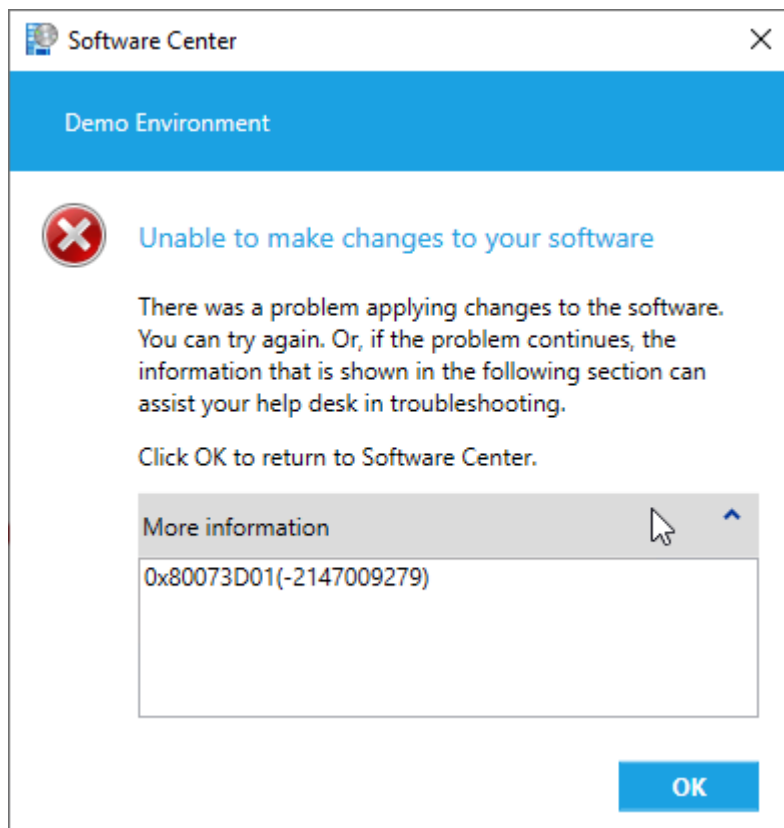 Software Center
Demo Environment
Unable to make changes to your software
There was a problem applying changes to the software.
You can try again. Or, if the problem continues, the
information that is shown in the following section can
assist your help desk in troubleshooting.
Click OK to return to Software Center.
More information
0x80073D01(-2147009279)
OK